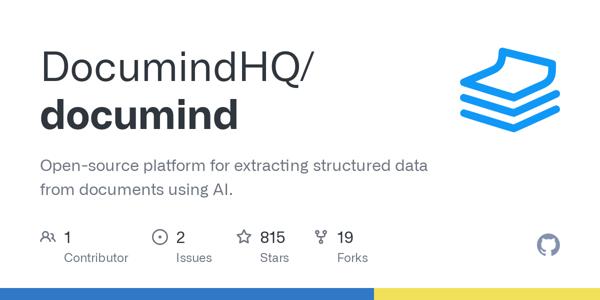 DocumindHQ/
documind
Open-source platform for extracting structured data
from documents using AI.
1 2 815 19
Contributor Issues Stars Forks